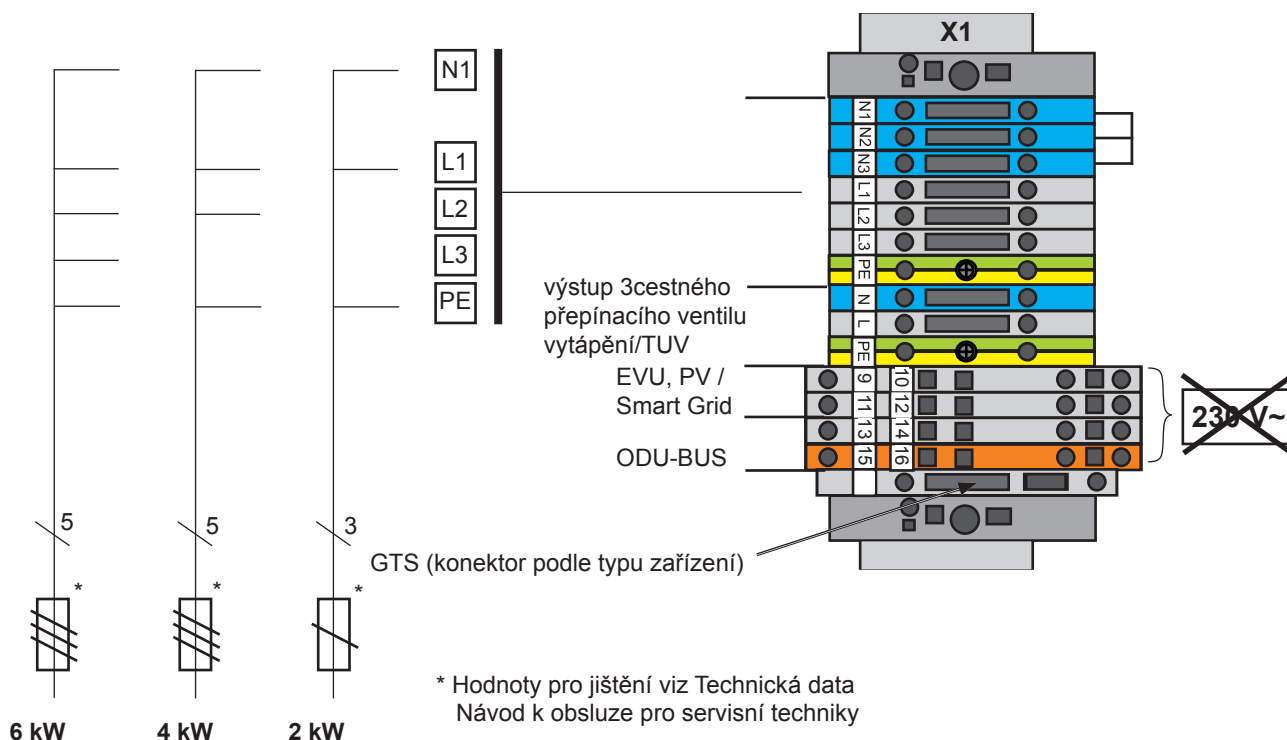 X1
N1
L1
L2
L3
PE
N1
N2
N3
L1
L2
L3
PE
N
L
PE
9 10
11 12
13 14
15 16
výstup 3cestného
přepínacího ventilu
vytápění/TUV
EVU, PV /
Smart Grid
ODU-BUS
230 V~
GTS (konektor podle typu zařízení)
5
5
3
*
*
*
* Hodnoty pro jištění viz Technická data
Návod k obsluze pro servisní techniky
6 kW
4 kW
2 kW